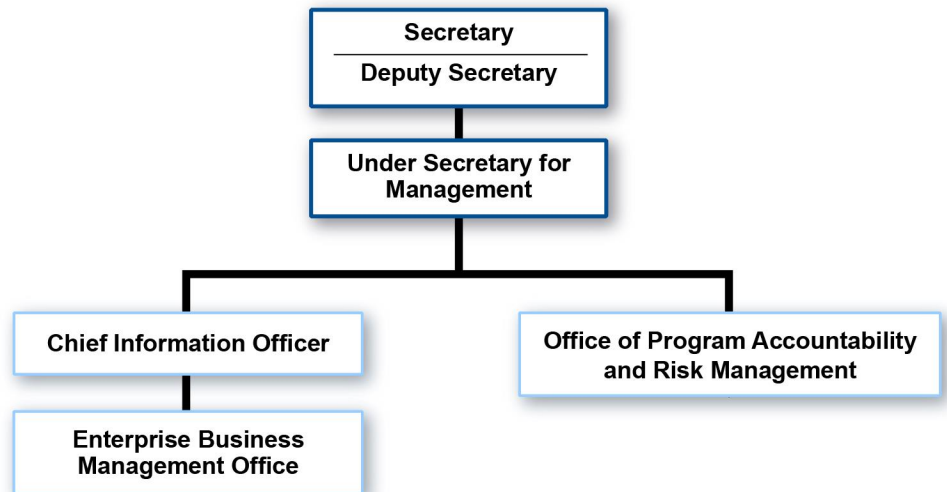 Secretary
Deputy Secretary
Under Secretary for
Management
Chief Information Officer
Office of Program Accountability
and Risk Management
Enterprise Business
Management Office